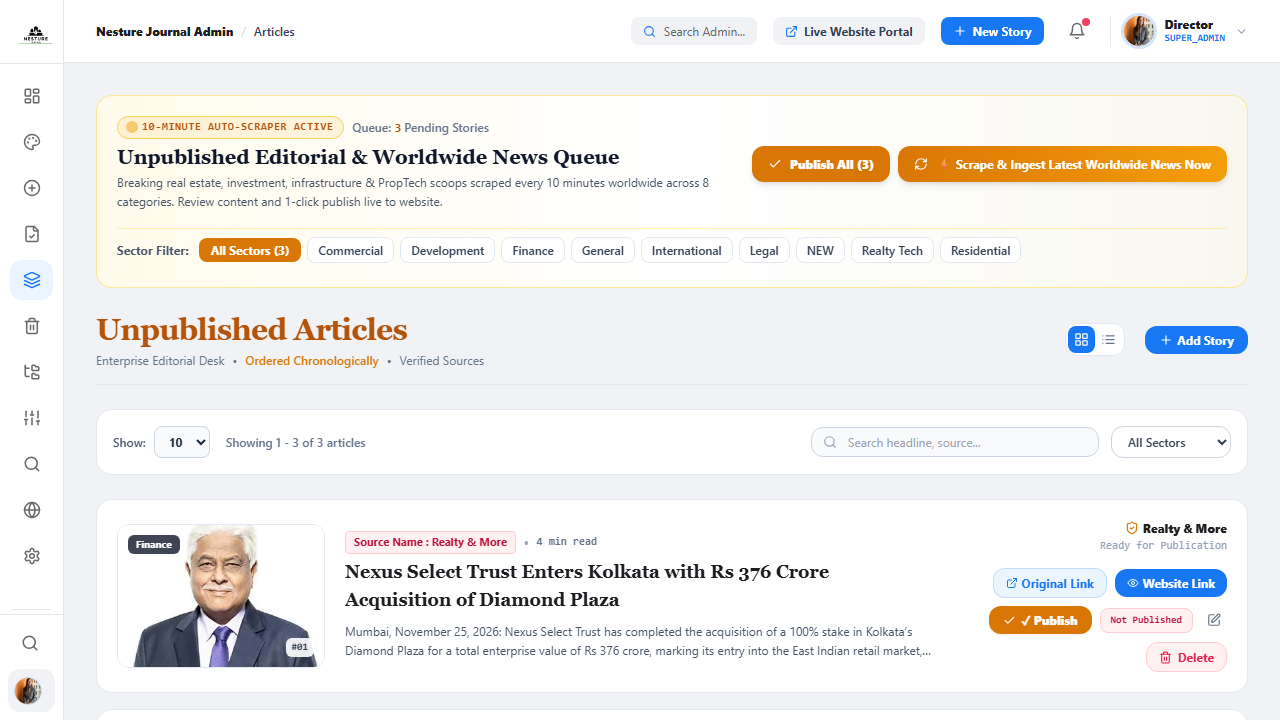 NESTURE
Nesture Journal Admin / Articles
Search Admin...
Live Website Portal
New Story
Director
SUPER_ADMIN
10-MINUTE AUTO-SCRAPER ACTIVE
Queue: 3 Pending Stories
Unpublished Editorial & Worldwide News Queue
Breaking real estate, investment, infrastructure & PropTech scoops scraped every 10 minutes worldwide across 8
categories. Review content and 1-click publish live to website.
Publish All (3)
Scrape & Ingest Latest Worldwide News Now
Sector Filter: All Sectors (3) Commercial Development Finance General International Legal NEW Realty Tech Residential
Unpublished Articles
Enterprise Editorial Desk • Ordered Chronologically • Verified Sources
Add Story
Show: 10 Showing 1 - 3 of 3 articles
Search headline, source...
All Sectors
Finance
#01
Source Name : Realty & More • 4 min read
Nexus Select Trust Enters Kolkata with Rs 376 Crore
Acquisition of Diamond Plaza
Mumbai, November 25, 2026: Nexus Select Trust has completed the acquisition of a 100% stake in Kolkata's
Diamond Plaza for a total enterprise value of Rs 376 crore, marking its entry into the East Indian retail market,...
Realty & More
Ready for Publication
Original Link
Website Link
✓ Publish
Not Published
Delete